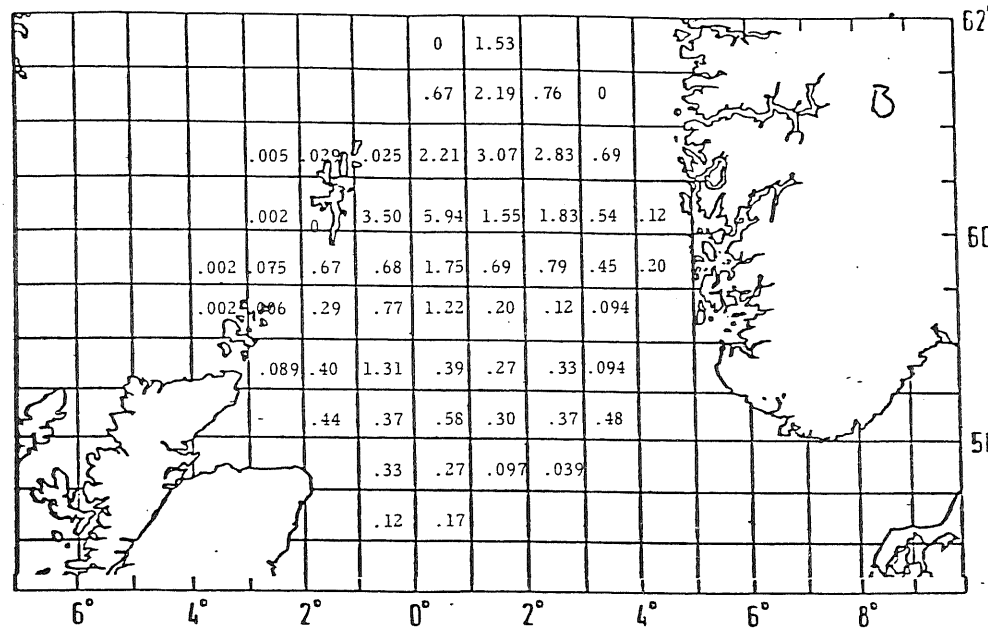 62°
0 1.53
.67 2.19 .76 0
B
.005 .029 .025 2.21 3.07 2.83 .69
.002 0 3.50 5.94 1.55 1.83 .54 .12
60
.002 .075 .67 .68 1.75 .69 .79 .45 .20
.002 .006 .29 .77 1.22 .20 .12 .094
.089 .40 1.31 .39 .27 .33 .094
- .44 .37 .58 .30 .37 .48
58
.33 .27 .097 .039
.12 .17
6° 4° 2° 0° 2° 4° 6° 8°